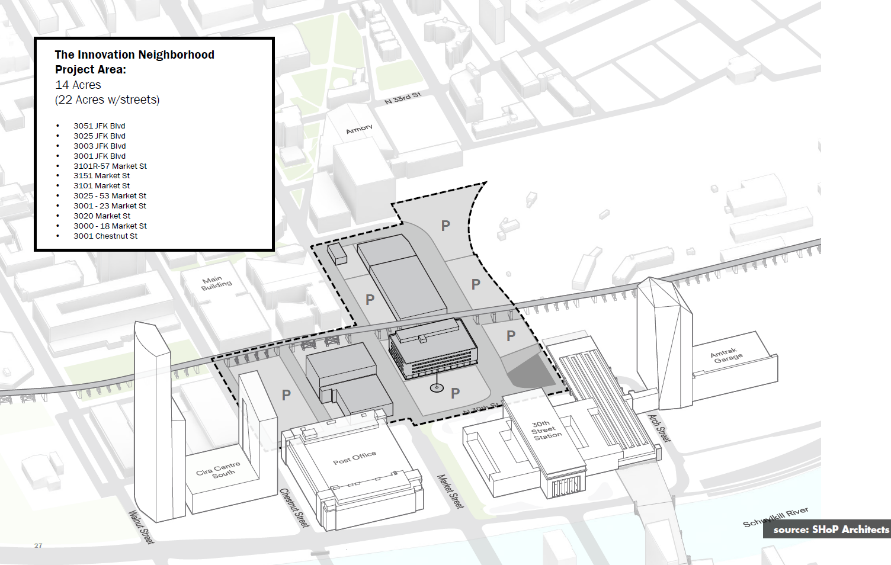 The Innovation Neighborhood
Project Area:
14 Acres
(22 Acres w/streets)
• 3051 JFK Blvd
• 3025 JFK Blvd
• 3003 JFK Blvd
• 3001 JFK Blvd
• 3101R-57 Market St
• 3151 Market St
• 3101 Market St
• 3025 - 53 Market St
• 3001 - 23 Market St
• 3020 Market St
• 3000 - 18 Market St
• 3001 Chestnut St
N 33rd St
Armory
P
Main
Building
P
P
P
Amtrak
Garage
P
P
N 30th St
30th
Street
Station
Arch Street
Post Office
Cira Centre
South
Market Street
Chestnut Street
Walnut Street
Schuylkill River
source: SHoP Architects
27